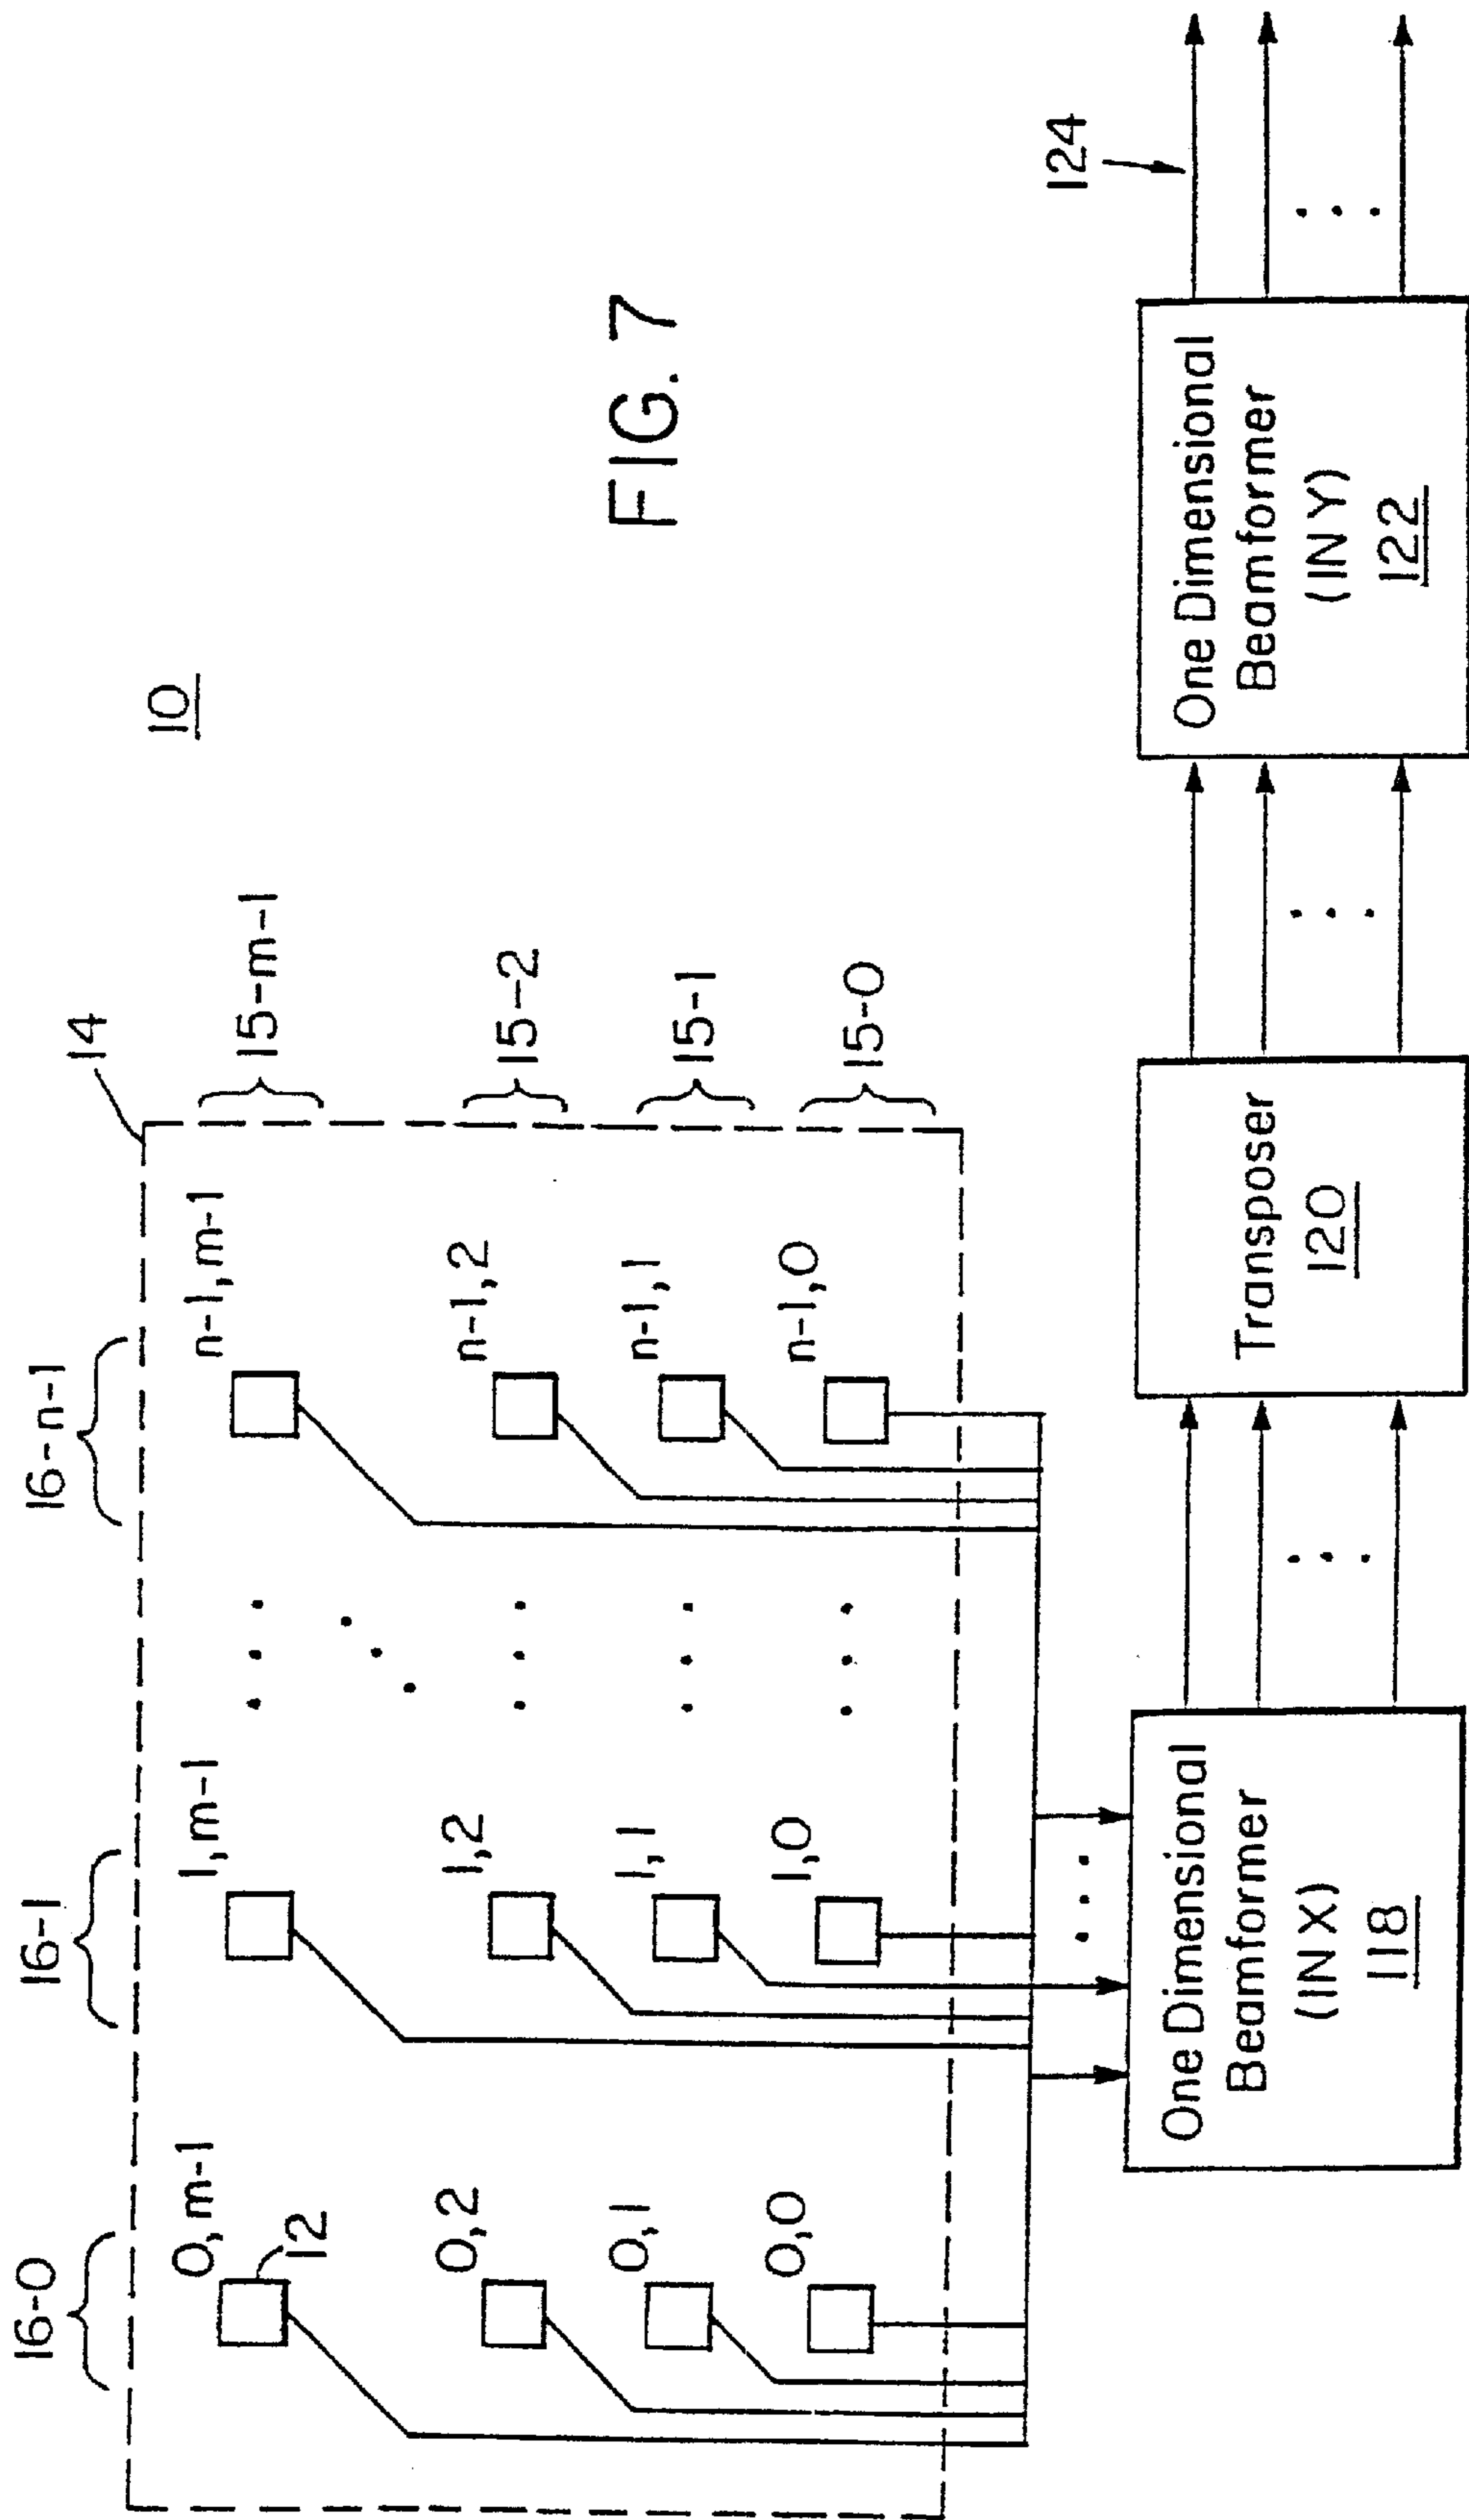 10
FIG. 7
14
16-0
16-1
16-n-1
0,m-1
1,m-1
n-1,m-1
15-m-1
12
0,2
1,2
n-1,2
15-2
0,1
1,1
n-1,1
15-1
0,0
1,0
n-1,0
15-0
One Dimensional
Beamformer
(IN X)
118
Transposer
120
One Dimensional
Beamformer
(IN Y)
122
124